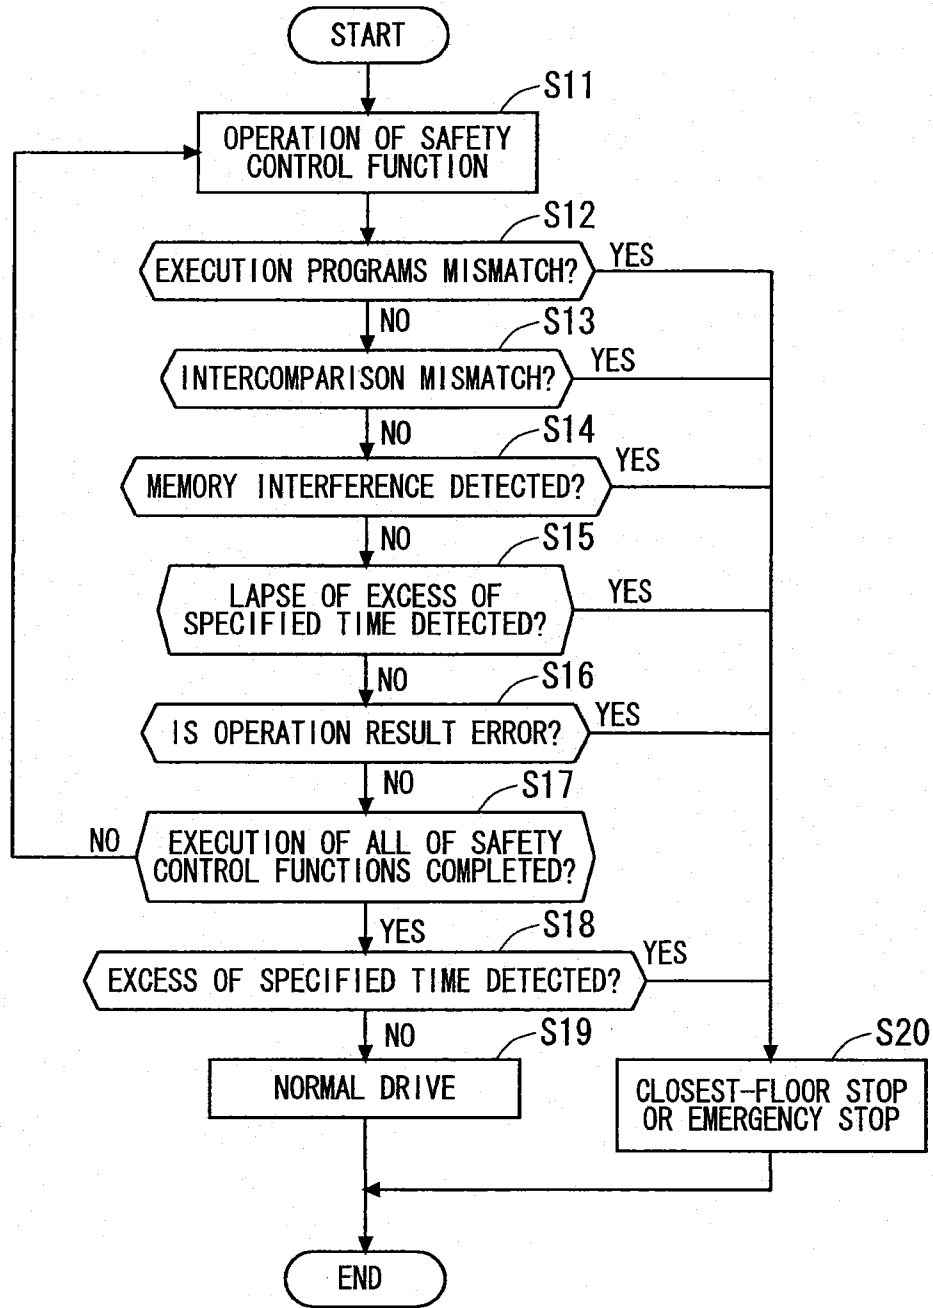 START
S11
OPERATION OF SAFETY
CONTROL FUNCTION
S12
EXECUTION PROGRAMS MISMATCH?
YES
NO
S13
INTERCOMPARISON MISMATCH?
YES
NO
S14
MEMORY INTERFERENCE DETECTED?
YES
NO
S15
LAPSE OF EXCESS OF
SPECIFIED TIME DETECTED?
YES
NO
S16
IS OPERATION RESULT ERROR?
YES
NO
S17
EXECUTION OF ALL OF SAFETY
CONTROL FUNCTIONS COMPLETED?
NO
YES
S18
EXCESS OF SPECIFIED TIME DETECTED?
YES
NO
S19
NORMAL DRIVE
S20
CLOSEST-FLOOR STOP
OR EMERGENCY STOP
END